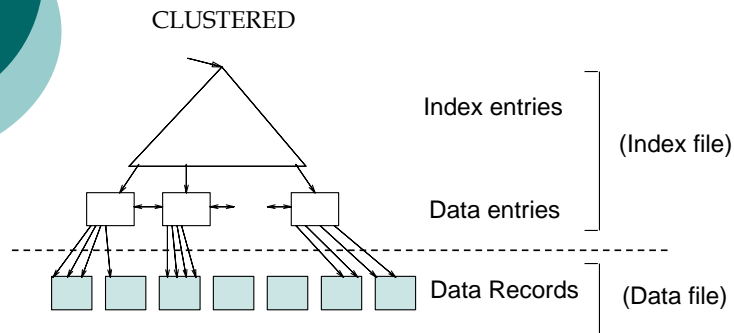 CLUSTERED
Index entries
(Index file)
Data entries
Data Records
(Data file)